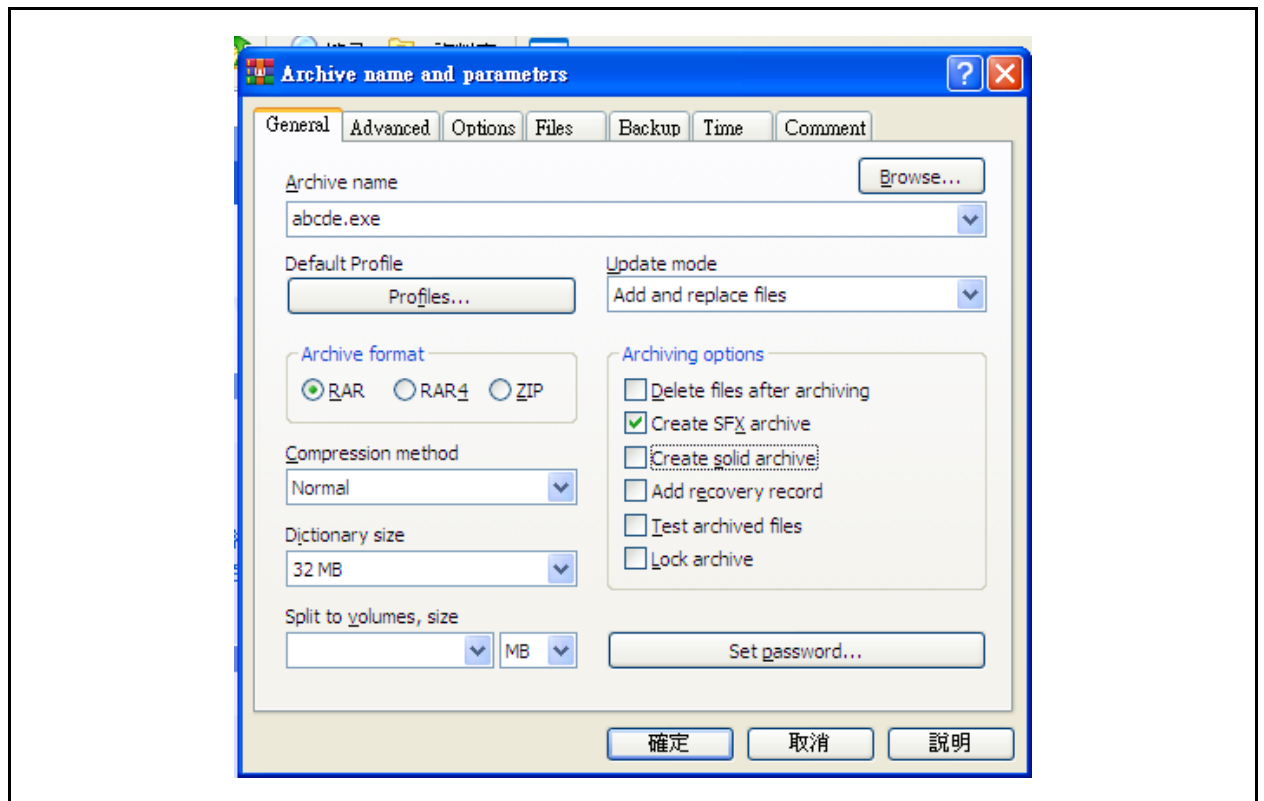 Archive name and parameters
General Advanced Options Files Backup Time Comment
Archive name
Browse...
abcde.exe
Default Profile
Update mode
Profiles...
Add and replace files
Archive format
Archiving options
RAR RAR4 ZIP
Delete files after archiving
Create SFX archive
Compression method
Create solid archive
Normal
Add recovery record
Dictionary size
Test archived files
32 MB
Lock archive
Split to volumes, size
MB
Set password...
確定 取消 說明